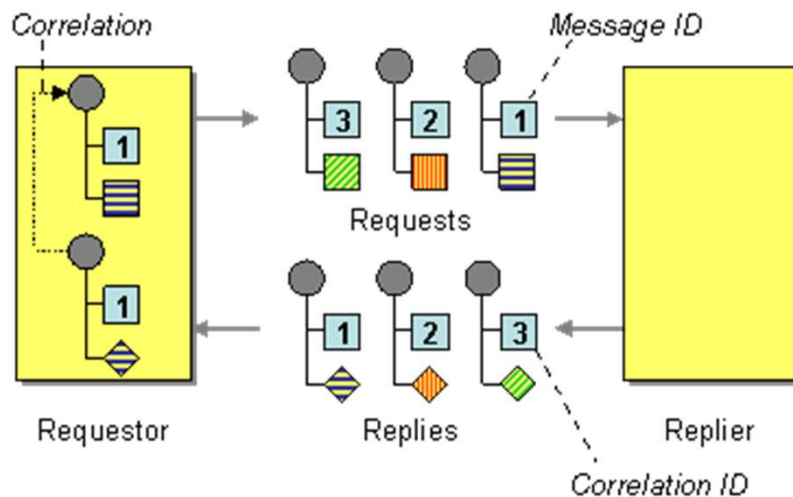 Correlation
Message ID
1
3 2 1
Requests
1
1 2 3
Requestor
Replies
Replier
Correlation ID